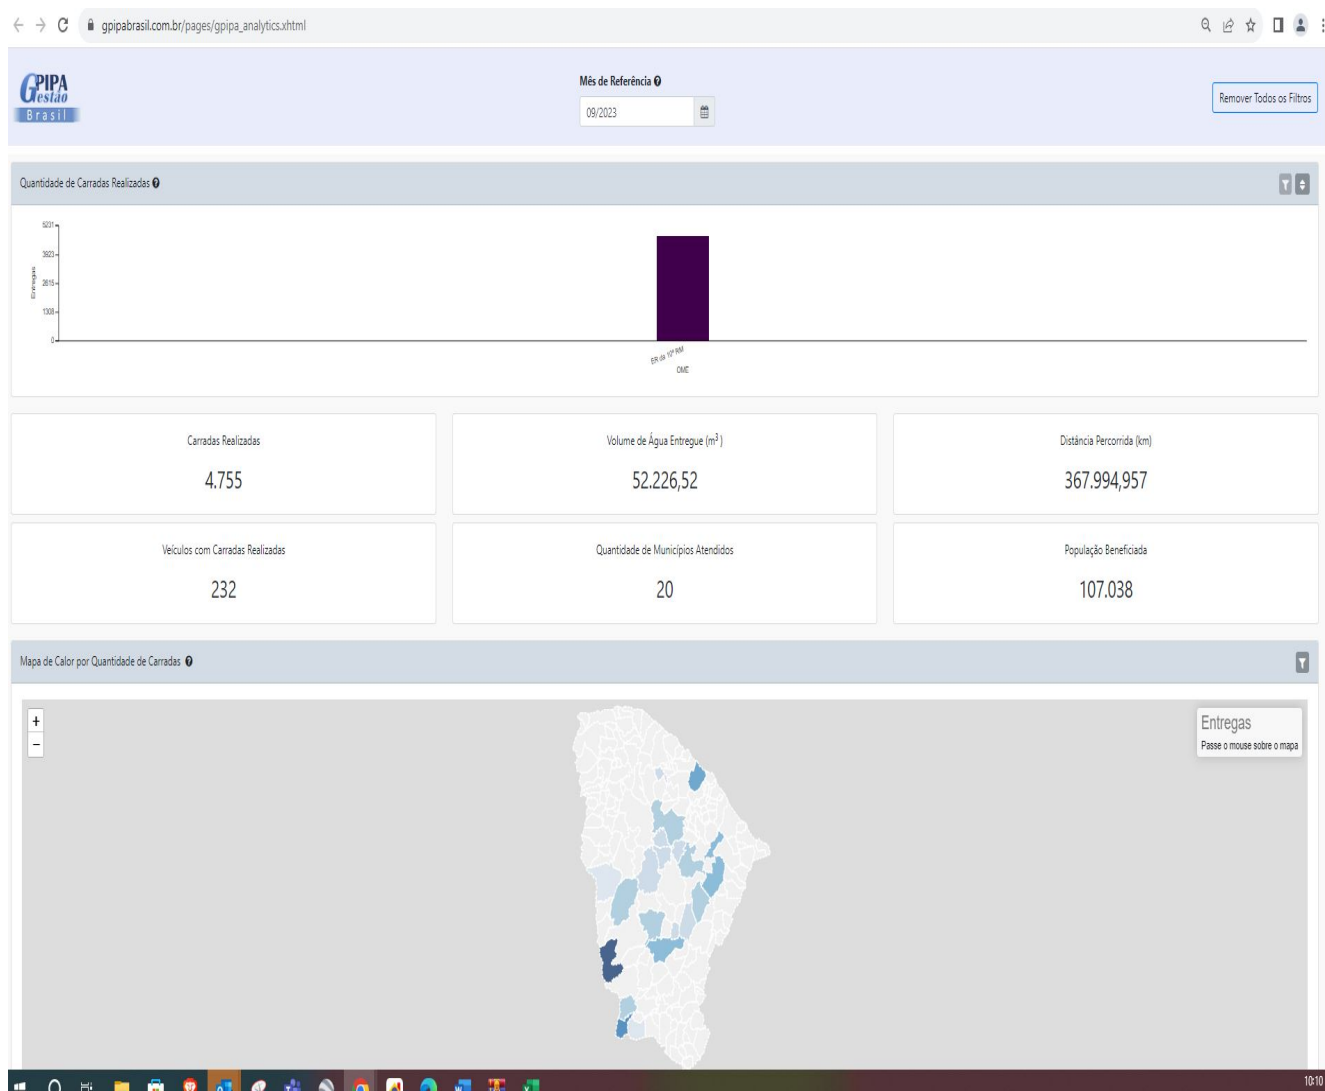 gpipabrasil.com.br/pages/gpipa_analytics.xhtml
GPIPA
Gestão
Brasil
Mês de Referência
09/2023
Remover Todos os Filtros
Quantidade de Carradas Realizadas
5231
3923
2615
1308
0
Entregas
ER da 10ª RM
OME
Carradas Realizadas
4.755
Volume de Água Entregue (m³)
52.226,52
Distância Percorrida (km)
367.994,957
Veículos com Carradas Realizadas
232
Quantidade de Municípios Atendidos
20
População Beneficiada
107.038
Mapa de Calor por Quantidade de Carradas
+
−
Entregas
Passe o mouse sobre o mapa
10:10